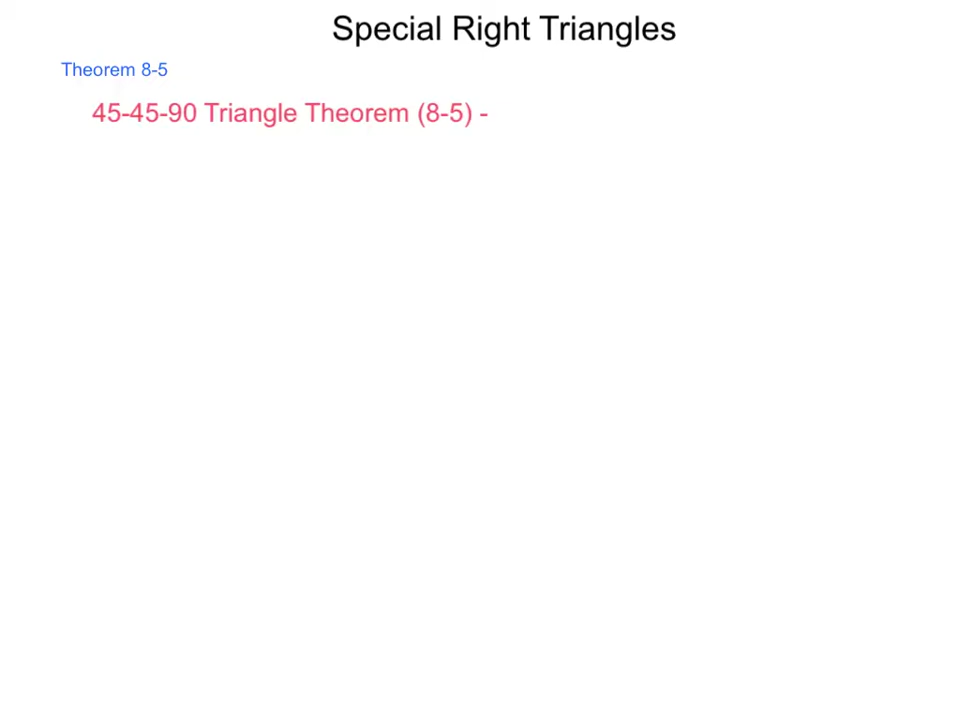 Special Right Triangles
Theorem 8-5
45-45-90 Triangle Theorem (8-5) -